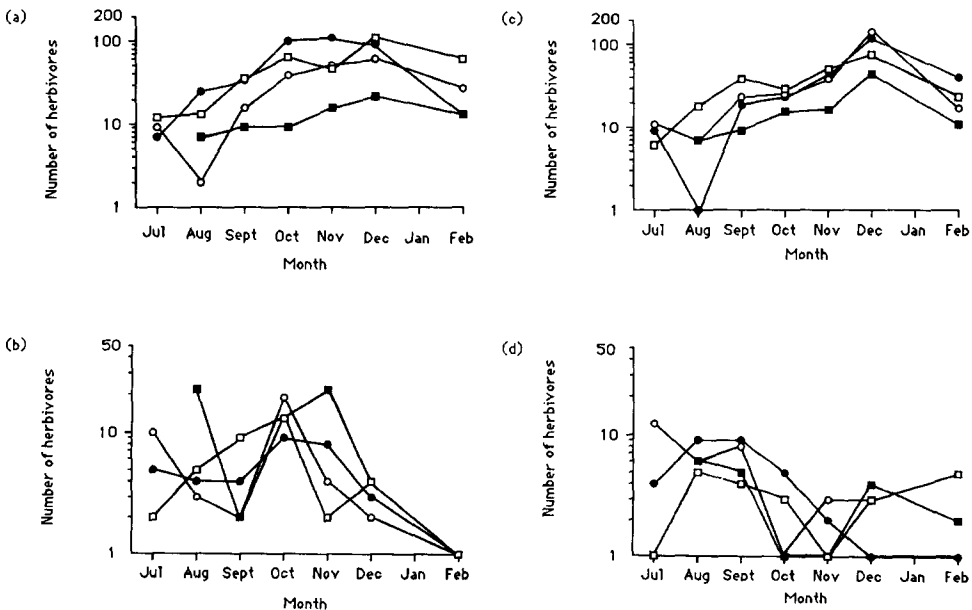 (a)
Number of herbivores
200
100
10
1
Jul Aug Sept Oct Nov Dec Jan Feb
Month
(c)
Number of herbivores
200
100
10
1
Jul Aug Sept Oct Nov Dec Jan Feb
Month
(b)
Number of herbivores
50
10
1
Jul Aug Sept Oct Nov Dec Jan Feb
Month
(d)
Number of herbivores
50
10
1
Jul Aug Sept Oct Nov Dec Jan Feb
Month